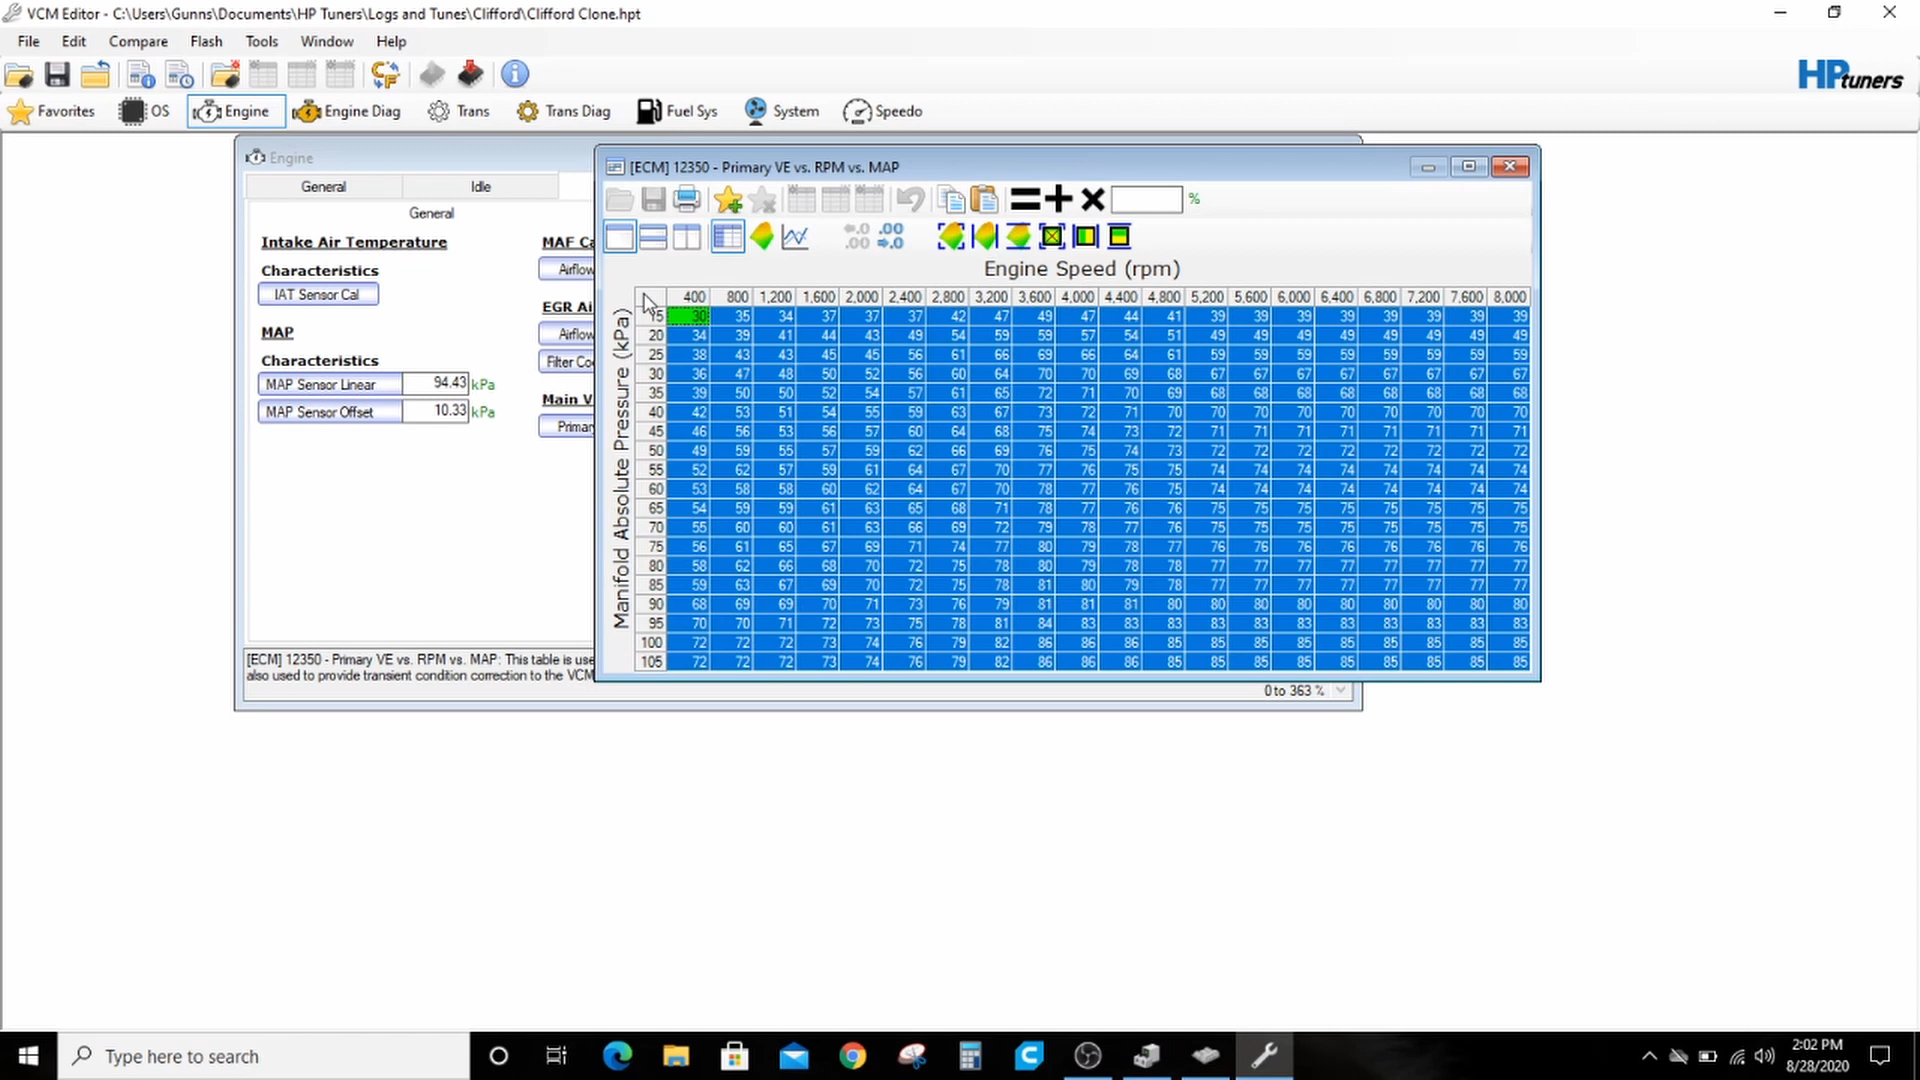 VCM Editor - C:\Users\Gunns\Documents\HP Tuners\Logs and Tunes\Clifford\Clifford Clone.hpt
File Edit Compare Flash Tools Window Help
HPtuners
Favorites OS Engine Engine Diag Trans Trans Diag Fuel Sys System Speedo
Engine
General Idle
General
Intake Air Temperature
Characteristics
IAT Sensor Cal
MAP
Characteristics
MAP Sensor Linear 94.43 kPa
MAP Sensor Offset 10.33 kPa
MAF Ca
Airflow
EGR Ai
Airflow
Filter Co
Main V
Primar
[ECM] 12350 - Primary VE vs. RPM vs. MAP: This table is use
also used to provide transient condition correction to the VCM
0 to 363 %
[ECM] 12350 - Primary VE vs. RPM vs. MAP
%
Engine Speed (rpm)
Manifold Absolute Pressure (kPa)
400 800 1,200 1,600 2,000 2,400 2,800 3,200 3,600 4,000 4,400 4,800 5,200 5,600 6,000 6,400 6,800 7,200 7,600 8,000
15 30 35 34 37 37 37 42 47 49 47 44 41 39 39 39 39 39 39 39 39
20 34 39 41 44 43 49 54 59 59 57 54 51 49 49 49 49 49 49 49 49
25 38 43 43 45 45 56 61 66 69 66 64 61 59 59 59 59 59 59 59 59
30 36 47 48 50 52 56 60 64 70 70 69 68 67 67 67 67 67 67 67 67
35 39 50 50 52 54 57 61 65 72 71 70 69 68 68 68 68 68 68 68 68
40 42 53 51 54 55 59 63 67 73 72 71 70 70 70 70 70 70 70 70 70
45 46 56 53 56 57 60 64 68 75 74 73 72 71 71 71 71 71 71 71 71
50 49 59 55 57 59 62 66 69 76 75 74 73 72 72 72 72 72 72 72 72
55 52 62 57 59 61 64 67 70 77 76 75 75 74 74 74 74 74 74 74 74
60 53 58 58 60 62 64 67 70 78 77 76 75 74 74 74 74 74 74 74 74
65 54 59 59 61 63 65 68 71 78 77 76 76 75 75 75 75 75 75 75 75
70 55 60 60 61 63 66 69 72 79 78 77 76 75 75 75 75 75 75 75 75
75 56 61 65 67 69 71 74 77 80 79 78 77 76 76 76 76 76 76 76 76
80 58 62 66 68 70 72 75 78 80 79 78 78 77 77 77 77 77 77 77 77
85 59 63 67 69 70 72 75 78 81 80 79 78 77 77 77 77 77 77 77 77
90 68 69 69 70 71 73 76 79 81 81 81 80 80 80 80 80 80 80 80 80
95 70 70 71 72 73 75 78 81 84 83 83 83 83 83 83 83 83 83 83 83
100 72 72 72 73 74 76 79 82 86 86 86 85 85 85 85 85 85 85 85 85
105 72 72 72 73 74 76 79 82 86 86 86 85 85 85 85 85 85 85 85 85
Type here to search
2:02 PM
8/28/2020